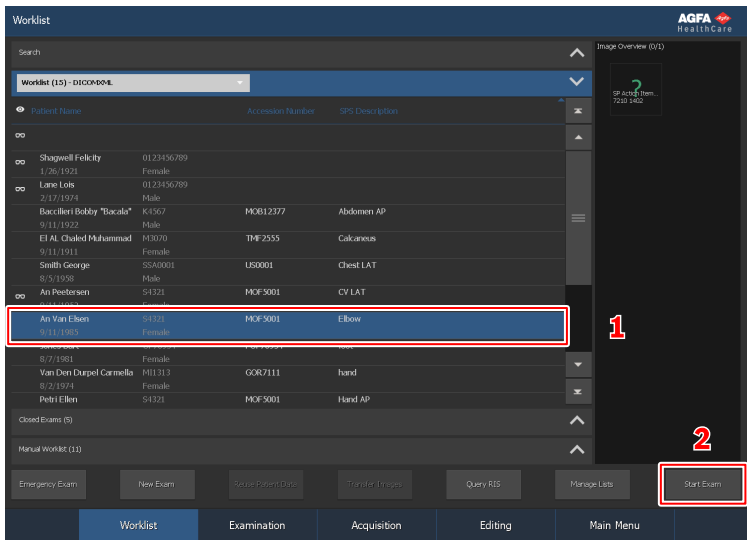 Worklist
AGFA
HealthCare
Search
Image Overview (0/1)
Worklist (15) - DICOMXML
?
SP Action Item...
7210 1402
Patient Name Accession Number SPS Description
Shagwell Felicity 0123456789
1/26/1921 Female
Lane Lois 0123456789
2/17/1974 Male
Baccilieri Bobby "Bacala" K4567 MOB12377 Abdomen AP
9/11/1922 Male
El AL Chaled Muhammad M3070 TMF2555 Calcaneus
9/11/1911 Female
Smith George SSA0001 US0001 Chest LAT
8/5/1958 Male
An Peetersen S4321 MOF5001 CV LAT
An Van Elsen S4321 MOF5001 Elbow
9/11/1985 Female
1
8/7/1981 Female
Van Den Durpel Carmella MJ1313 GOR7111 hand
8/2/1974 Female
Petri Ellen S4321 MOF5001 Hand AP
Closed Exams (5)
Manual Worklist (11)
2
Emergency Exam New Exam Reuse Patient Data Transfer Images Query RIS Manage Lists Start Exam
Worklist Examination Acquisition Editing Main Menu